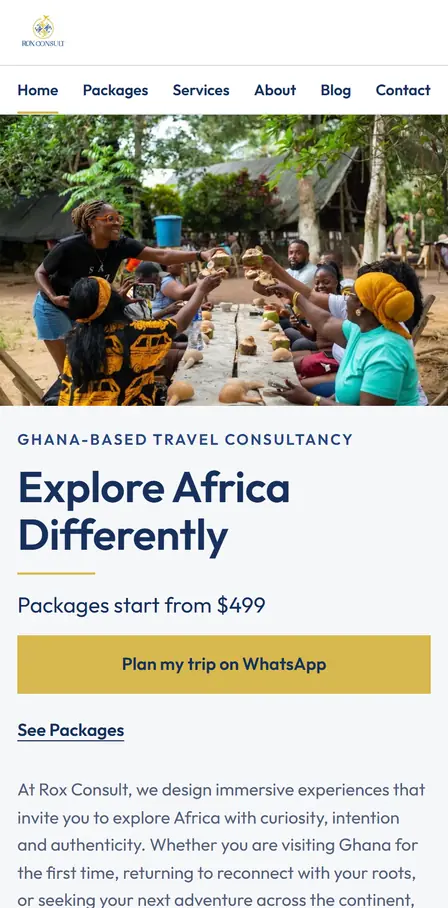 ROX CONSULT
Home Packages Services About Blog Contact
GHANA-BASED TRAVEL CONSULTANCY
Explore Africa
Differently
Packages start from $499
Plan my trip on WhatsApp
See Packages
At Rox Consult, we design immersive experiences that
invite you to explore Africa with curiosity, intention
and authenticity. Whether you are visiting Ghana for
the first time, returning to reconnect with your roots,
or seeking your next adventure across the continent,